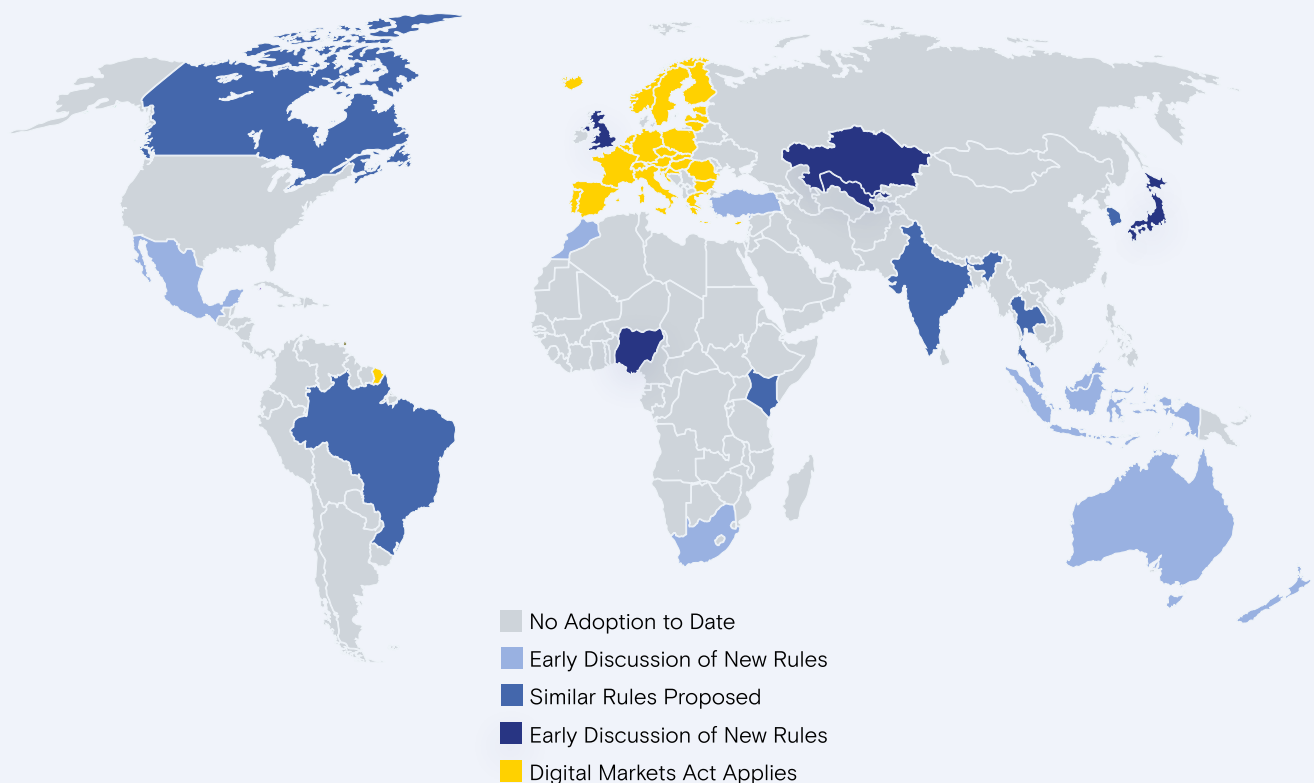 No Adoption to Date
Early Discussion of New Rules
Similar Rules Proposed
Early Discussion of New Rules
Digital Markets Act Applies